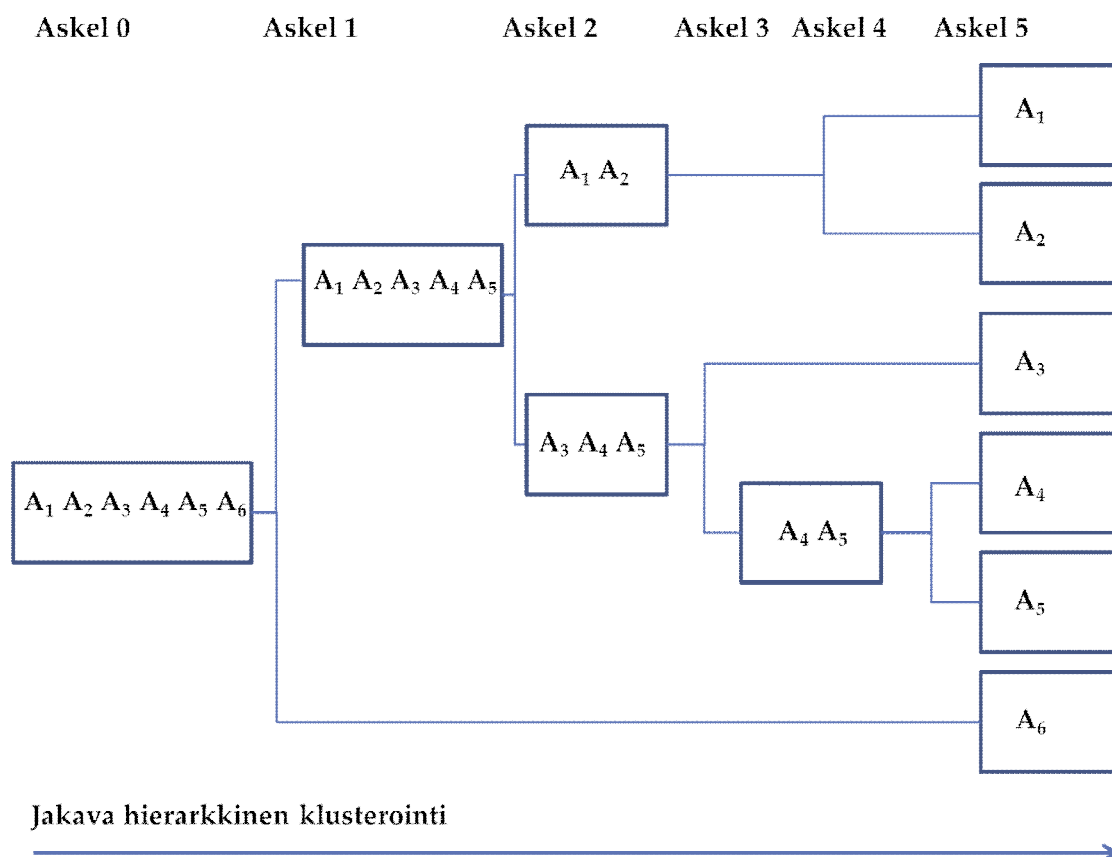 Askel 0 Askel 1 Askel 2 Askel 3 Askel 4 Askel 5
A₁
A₁ A₂
A₂
A₁ A₂ A₃ A₄ A₅
A₃
A₃ A₄ A₅
A₁ A₂ A₃ A₄ A₅ A₆
A₄
A₄ A₅
A₅
A₆
Jakava hierarkkinen klusterointi